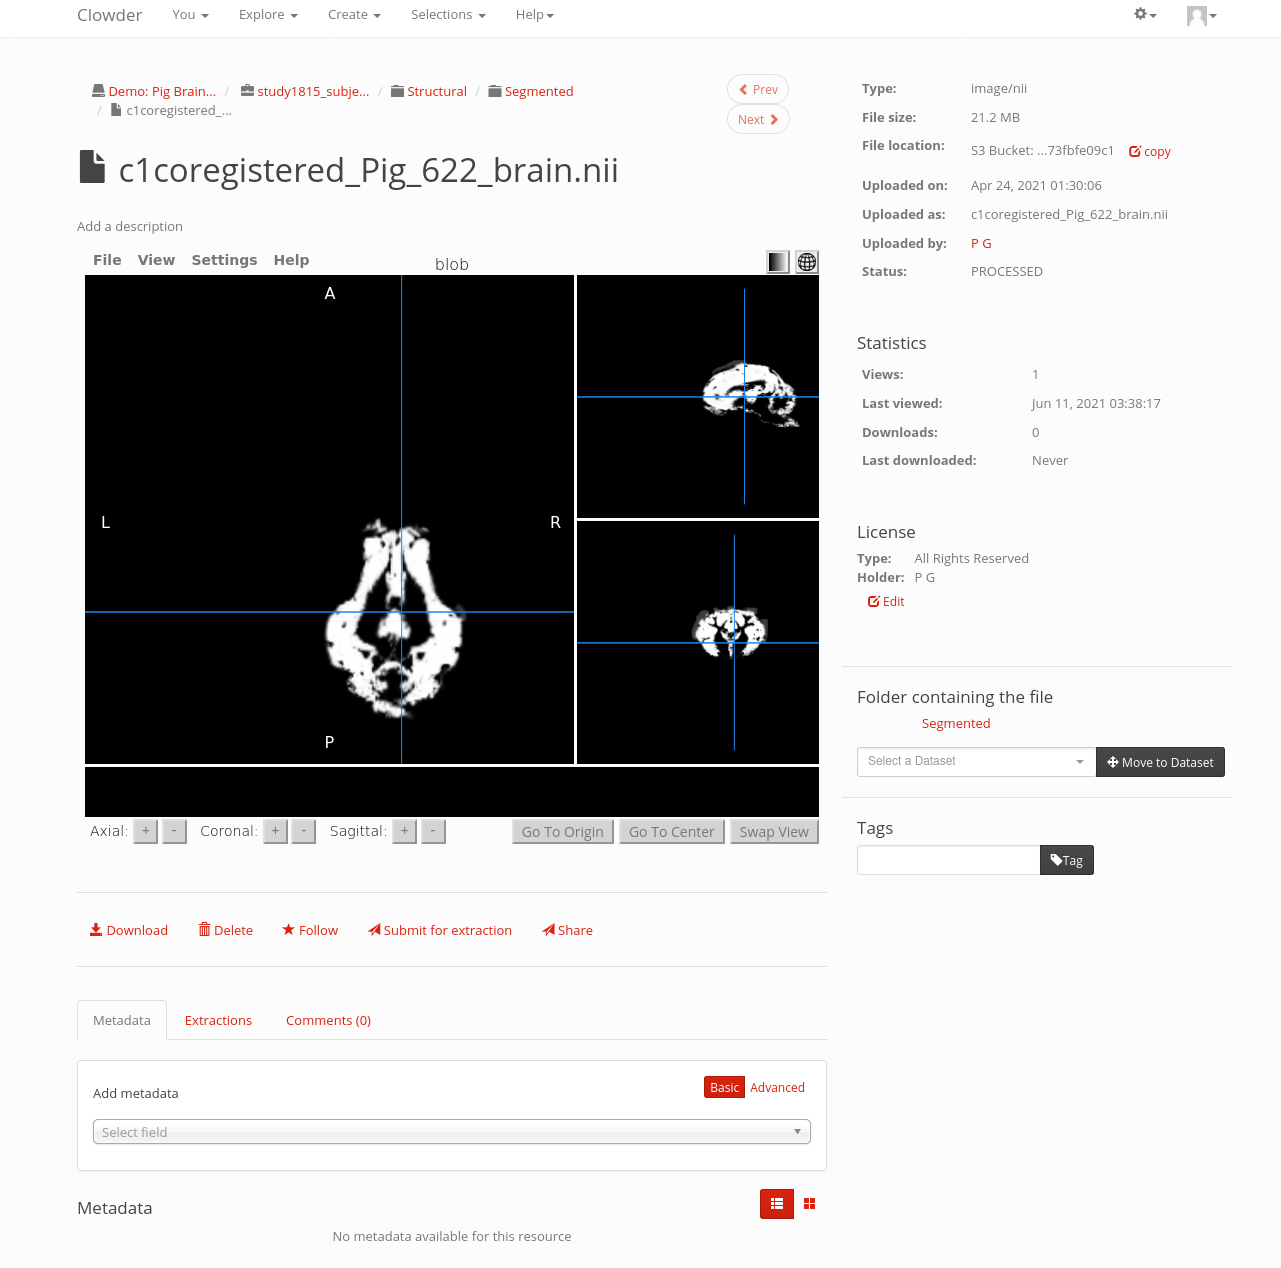 Clowder You Explore Create Selections Help
Demo: Pig Brain... / study1815_subje... / Structural / Segmented
/ c1coregistered_...
Prev
Next
c1coregistered_Pig_622_brain.nii
Add a description
File View Settings Help
blob
A
L
R
P
Axial: + - Coronal: + - Sagittal: + - Go To Origin Go To Center Swap View
Download Delete Follow Submit for extraction Share
Metadata Extractions Comments (0)
Add metadata
Basic Advanced
Select field
Metadata
No metadata available for this resource
Type: image/nii
File size: 21.2 MB
File location: S3 Bucket: ...73fbfe09c1 copy
Uploaded on: Apr 24, 2021 01:30:06
Uploaded as: c1coregistered_Pig_622_brain.nii
Uploaded by: P G
Status: PROCESSED
Statistics
Views: 1
Last viewed: Jun 11, 2021 03:38:17
Downloads: 0
Last downloaded: Never
License
Type: All Rights Reserved
Holder: P G
Edit
Folder containing the file
Segmented
Select a Dataset Move to Dataset
Tags
Tag